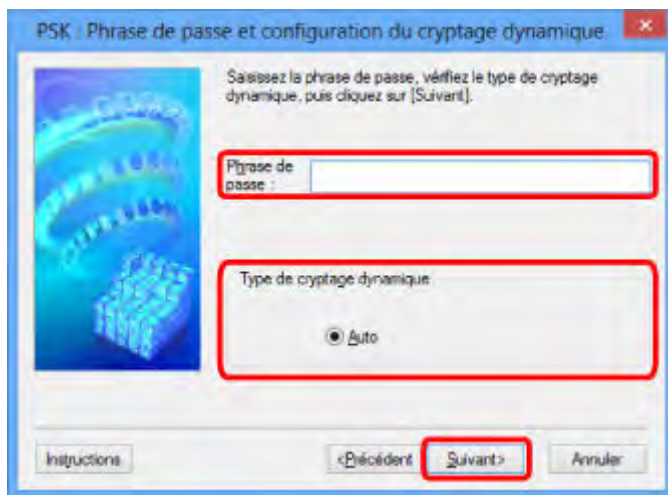 PSK : Phrase de passe et configuration du cryptage dynamique
Saisissez la phrase de passe, vérifiez le type de cryptage
dynamique, puis cliquez sur [Suivant].
Phrase de
passe :
Type de cryptage dynamique
Auto
Instructions
<Précédent
Suivant>
Annuler